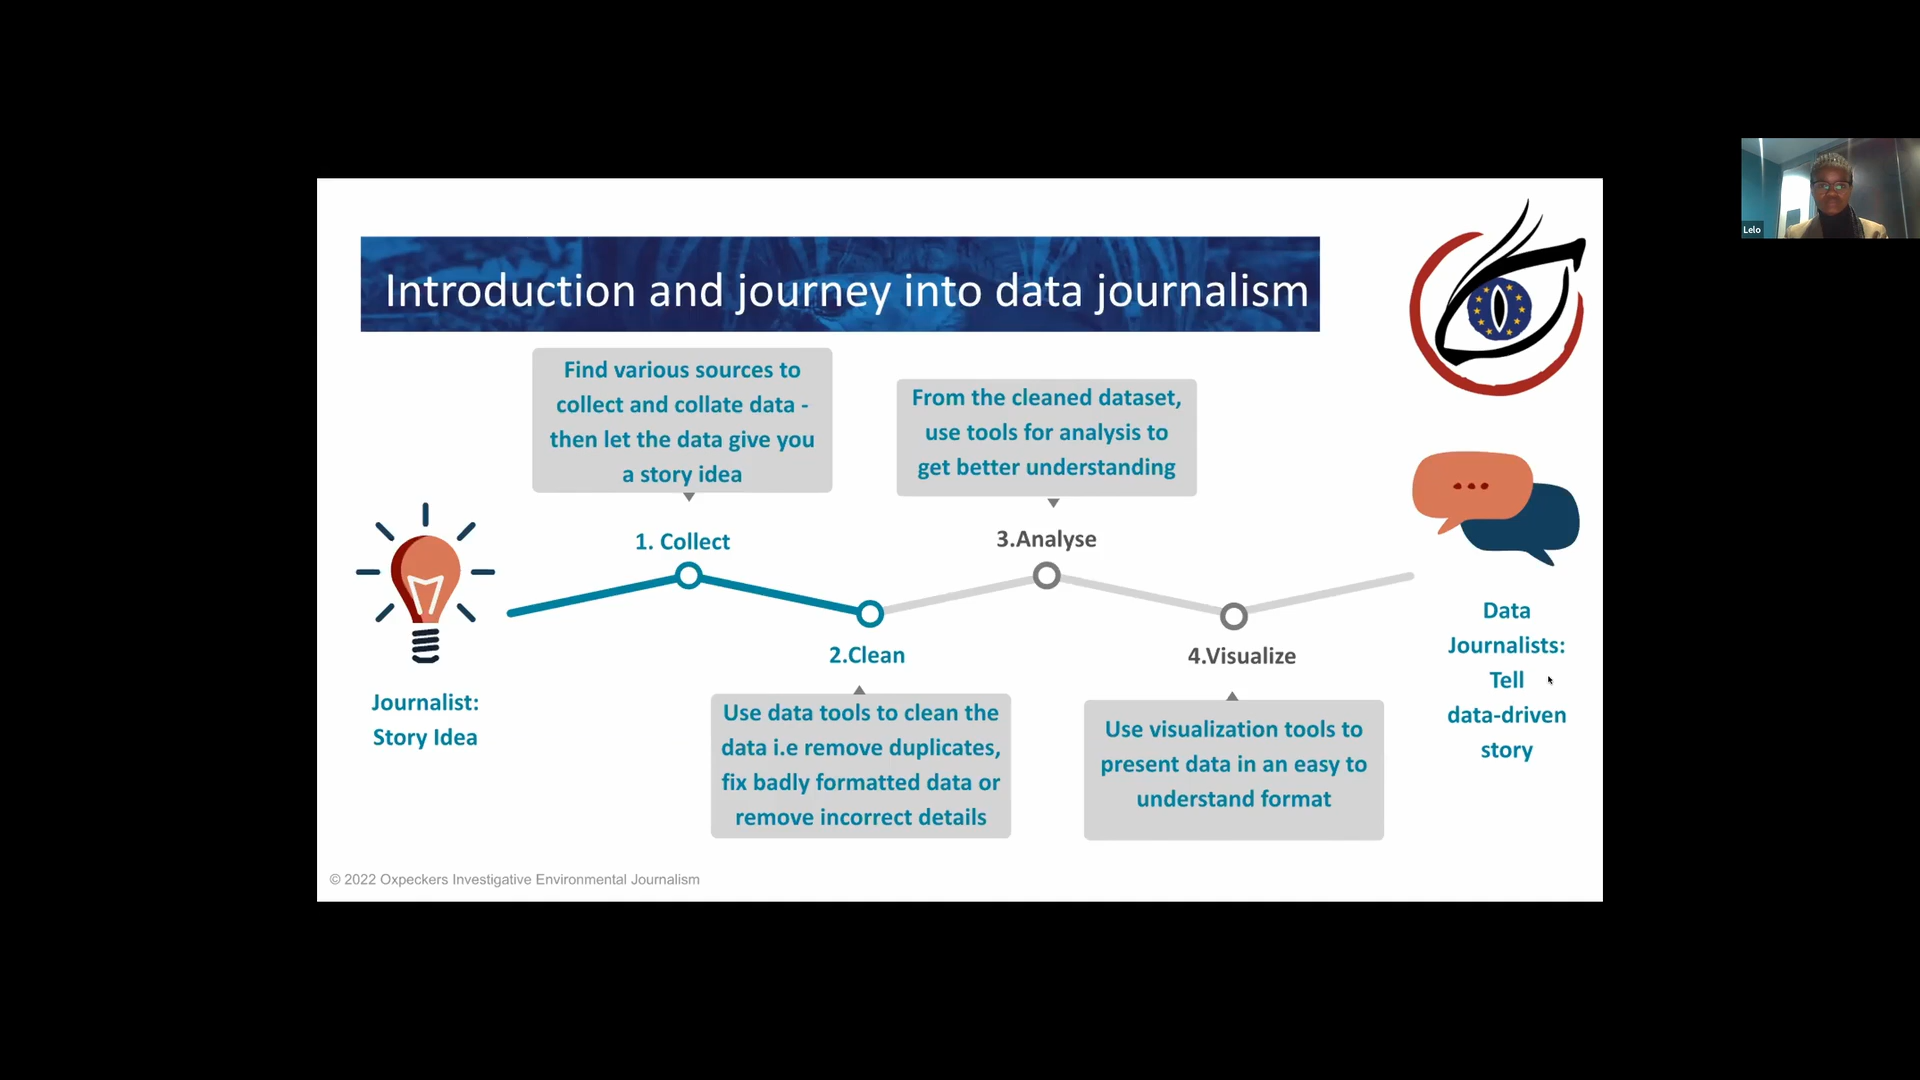 Introduction and journey into data journalism
Find various sources to
collect and collate data -
then let the data give you
a story idea
From the cleaned dataset,
use tools for analysis to
get better understanding
1. Collect
3.Analyse
2.Clean
4.Visualize
Journalist:
Story Idea
Use data tools to clean the
data i.e remove duplicates,
fix badly formatted data or
remove incorrect details
Use visualization tools to
present data in an easy to
understand format
Data
Journalists:
Tell
data-driven
story
© 2022 Oxpeckers Investigative Environmental Journalism
Lelo